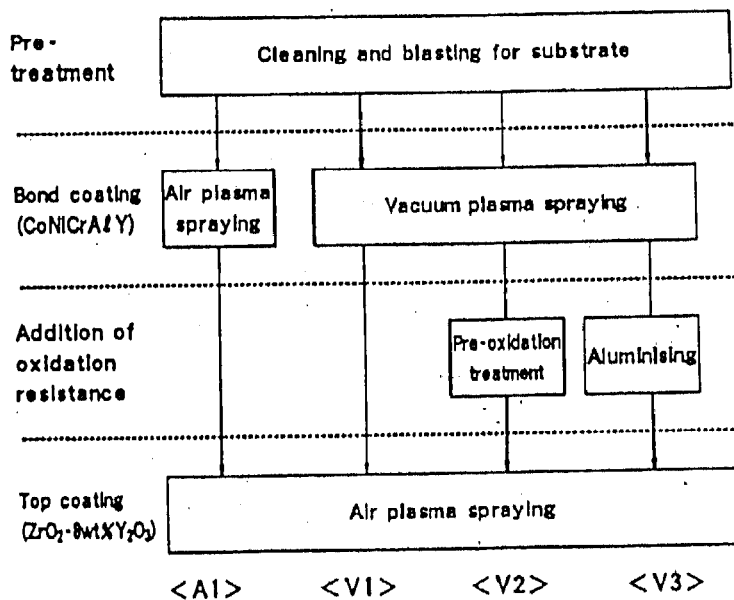 Pre-
treatment
Cleaning and blasting for substrate
Bond coating
(CoNiCrAℓY)
Air plasma
spraying
Vacuum plasma spraying
Addition of
oxidation
resistance
Pre-oxidation
treatment
Aluminising
Top coating
(ZrO₂-8wt%Y₂O₃)
Air plasma spraying
<A1> <V1> <V2> <V3>